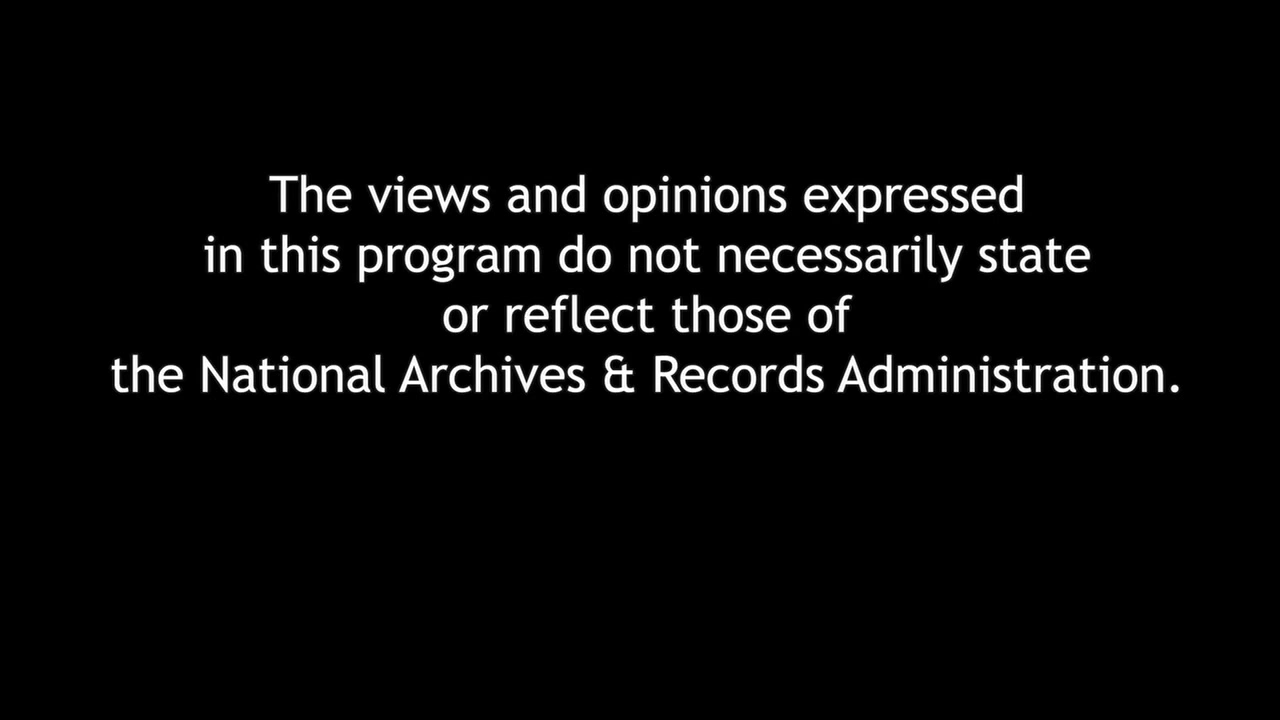 The views and opinions expressed
in this program do not necessarily state
or reflect those of
the National Archives & Records Administration.